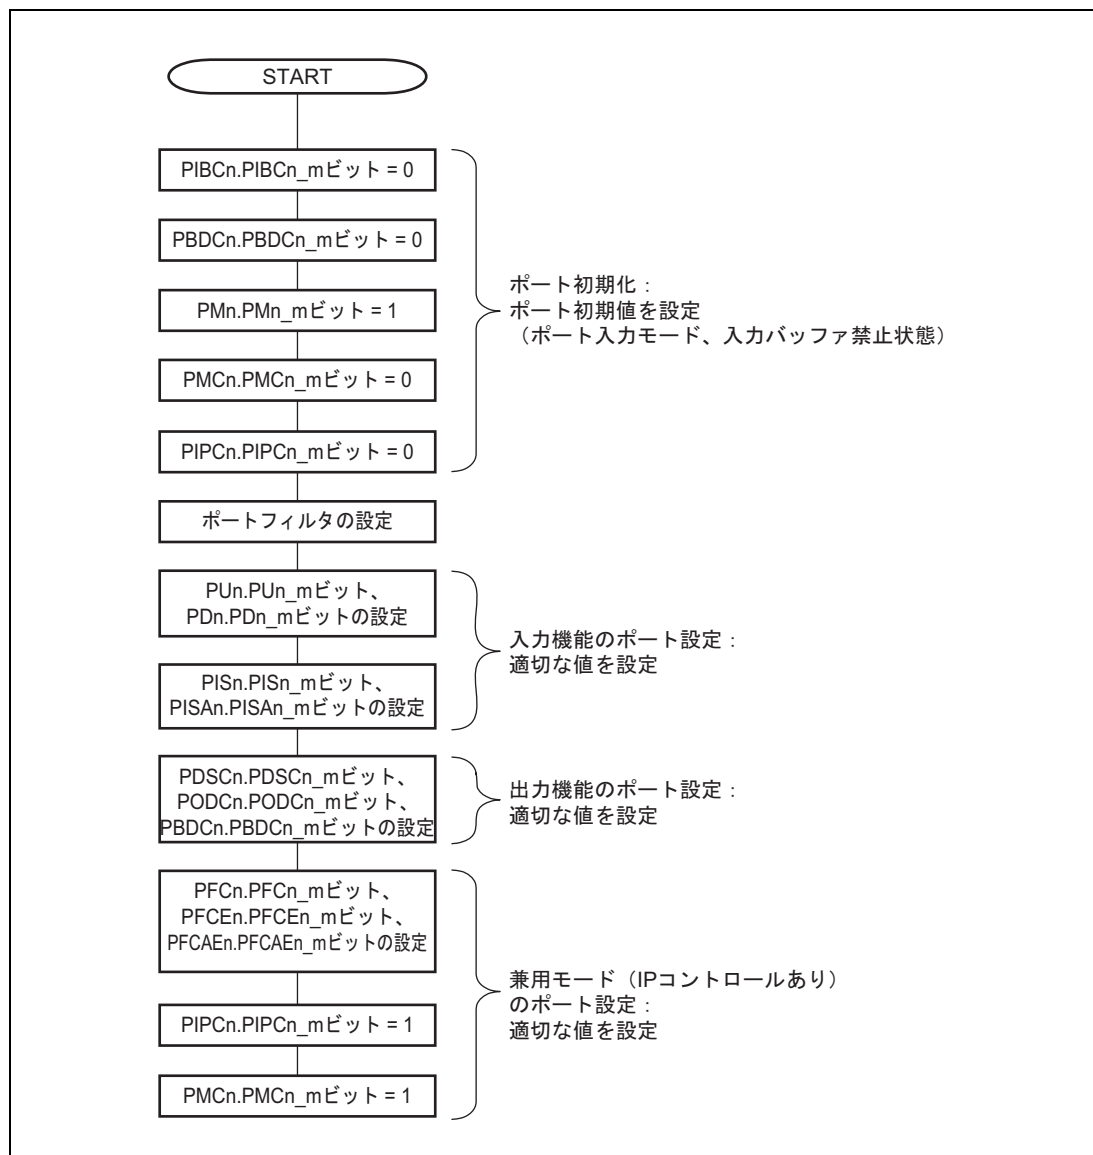 START
PIBCn.PIBCn_mビット = 0
PBDCn.PBDCn_mビット = 0
PMn.PMn_mビット = 1
PMCn.PMCn_mビット = 0
PIPCn.PIPCn_mビット = 0
ポート初期化：
ポート初期値を設定
（ポート入力モード、入力バッファ禁止状態）
ポートフィルタの設定
PUn.PUn_mビット、
PDn.PDn_mビットの設定
PISn.PISn_mビット、
PISAn.PISAn_mビットの設定
入力機能のポート設定：
適切な値を設定
PDSCn.PDSCn_mビット、
PODCn.PODCn_mビット、
PBDCn.PBDCn_mビットの設定
出力機能のポート設定：
適切な値を設定
PFCn.PFCn_mビット、
PFCEn.PFCEn_mビット、
PFCAEn.PFCAEn_mビットの設定
PIPCn.PIPCn_mビット = 1
PMCn.PMCn_mビット = 1
兼用モード（IPコントロールあり）
のポート設定：
適切な値を設定